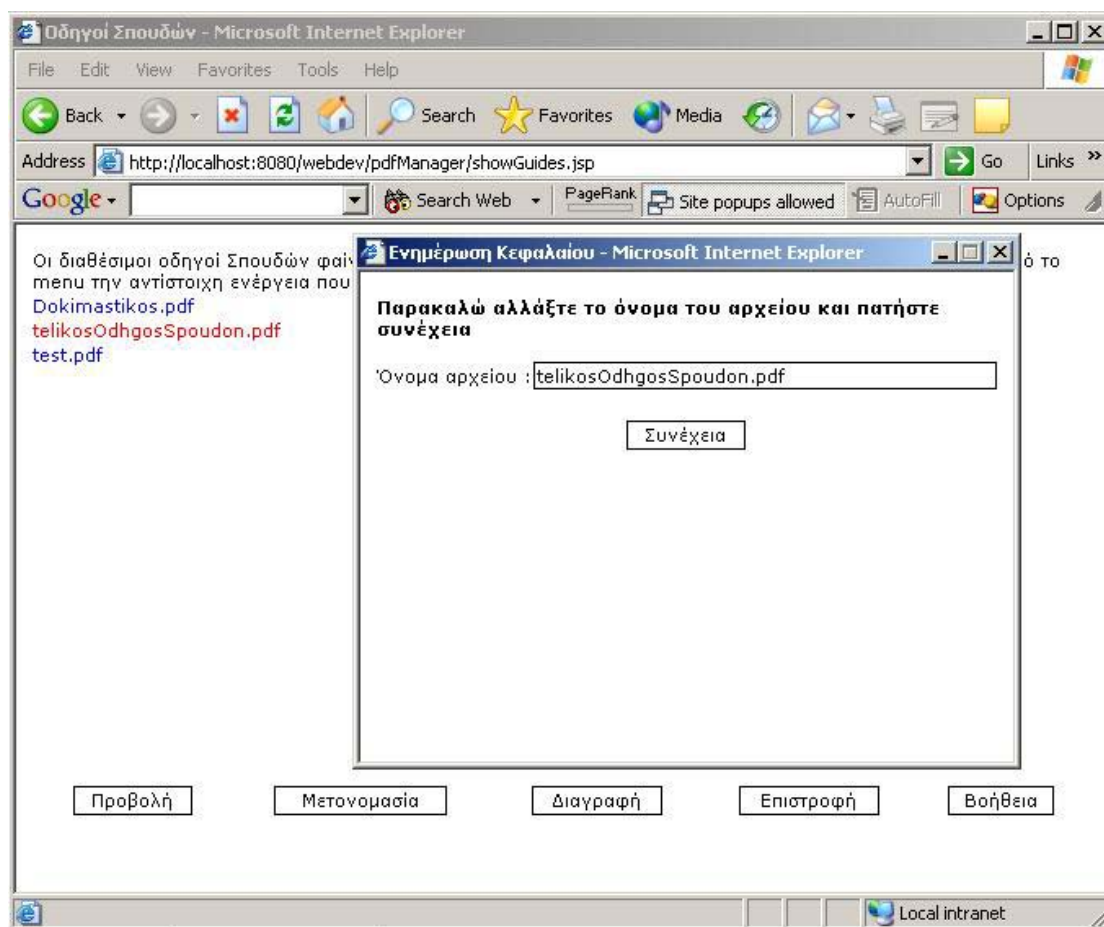 Οδηγοί Σπουδών - Microsoft Internet Explorer
File Edit View Favorites Tools Help
Back Search Favorites Media
Address http://localhost:8080/webdev/pdfManager/showGuides.jsp Go Links »
Google Search Web PageRank Site popups allowed AutoFill Options
Οι διαθέσιμοι οδηγοί Σπουδών ό το
menu την αντίστοιχη ενέργεια που
Dokimastikos.pdf
telikosOdhgosSpoudon.pdf
test.pdf
Ενημέρωση Κεφαλαίου - Microsoft Internet Explorer
Παρακαλώ αλλάξτε το όνομα του αρχείου και πατήστε
συνέχεια
Όνομα αρχείου : telikosOdhgosSpoudon.pdf
Συνέχεια
Προβολή Μετονομασία Διαγραφή Επιστροφή Βοήθεια
Local intranet